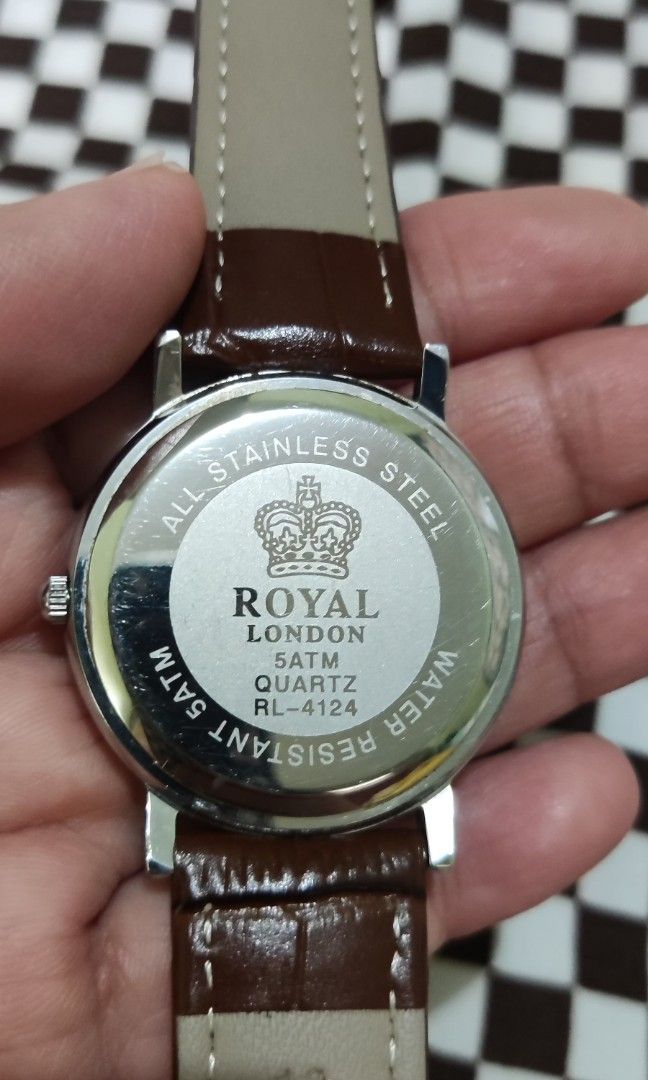 ALL STAINLESS STEEL
ROYAL
LONDON
5ATM
QUARTZ
RL-4124
WATER RESISTANT 5ATM